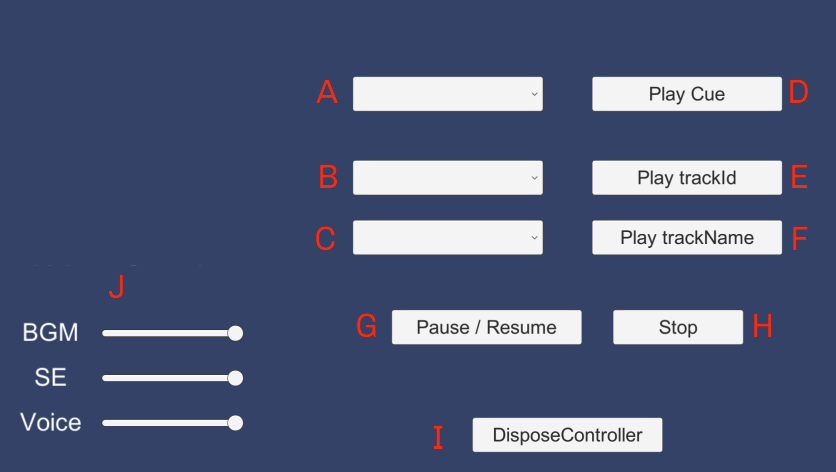 A Play Cue D
B Play trackId E
C Play trackName F
J
G Pause / Resume Stop H
BGM
SE
Voice
I DisposeController